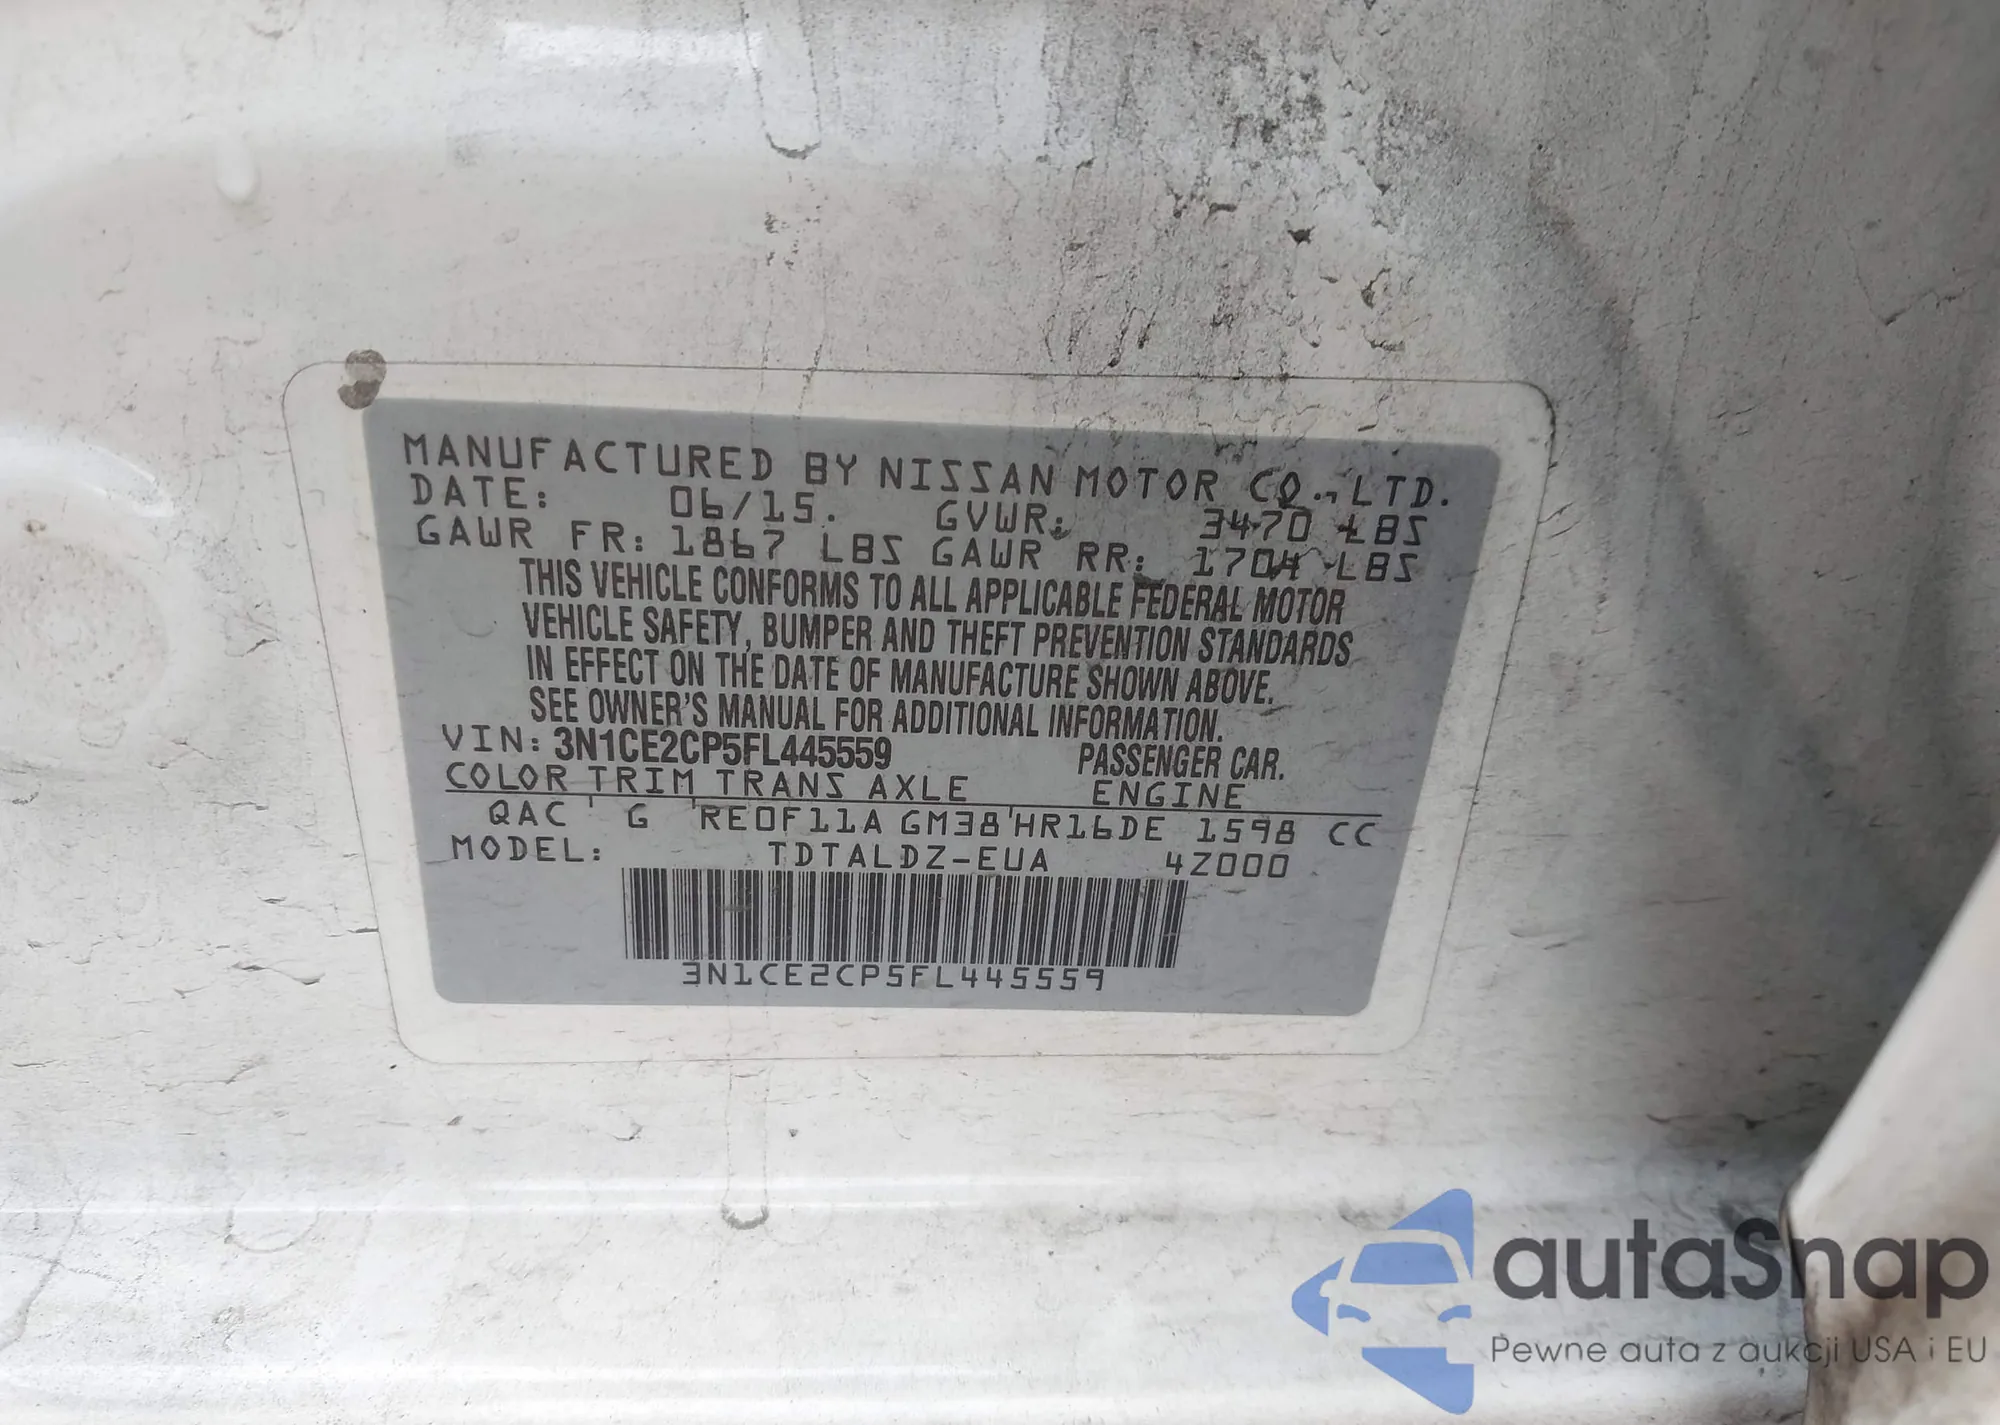 MANUFACTURED BY NISSAN MOTOR CO., LTD.
DATE: 06/15. GVWR: 3470 LBS
GAWR FR: 1867 LBS GAWR RR: 1704 LBS
THIS VEHICLE CONFORMS TO ALL APPLICABLE FEDERAL MOTOR
VEHICLE SAFETY, BUMPER AND THEFT PREVENTION STANDARDS
IN EFFECT ON THE DATE OF MANUFACTURE SHOWN ABOVE.
SEE OWNER'S MANUAL FOR ADDITIONAL INFORMATION.
VIN: 3N1CE2CP5FL445559 PASSENGER CAR.
COLOR TRIM TRANS AXLE ENGINE
QAC ' G 'RE0F11A GM38'HR16DE 1598 CC
MODEL: TDTALDZ-EUA 4Z000
3N1CE2CP5FL445559
autaSnap
Pewne auta z aukcji USA i EU